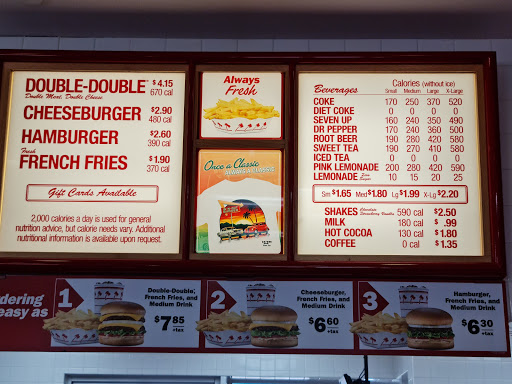 DOUBLE-DOUBLE $4.15
Double Meat, Double Cheese 670 cal
CHEESEBURGER $2.90
480 cal
HAMBURGER $2.60
390 cal
Fresh
FRENCH FRIES $1.90
370 cal
Gift Cards Available
2,000 calories a day is used for general
nutrition advice, but calorie needs vary. Additional
nutritional information is available upon request.
Always
Fresh
Once a Classic
Always a Classic
Beverages Calories (without ice)
Small Medium Large X-Large
COKE 170 250 370 520
DIET COKE 0 0 0 0
SEVEN UP 160 240 350 490
DR PEPPER 170 240 360 500
ROOT BEER 190 280 420 580
SWEET TEA 190 270 410 580
ICED TEA 0 0 0 0
PINK LEMONADE 200 280 420 590
LEMONADE 10 15 20 25
Sm $1.65 Med $1.80 Lg $1.99 X-Lg $2.20
SHAKES Chocolate Strawberry Vanilla 590 cal $2.50
MILK 180 cal $.99
HOT COCOA 130 cal $1.80
COFFEE 0 cal $1.35
dering
easy as
1
Double-Double,
French Fries, and
Medium Drink
$7.85
+tax
2
Cheeseburger,
French Fries, and
Medium Drink
$6.60
+tax
3
Hamburger,
French Fries, and
Medium Drink
$6.30
+tax